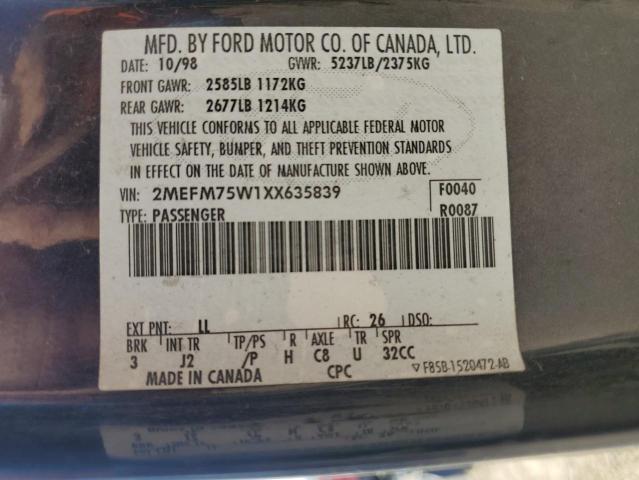 MFD. BY FORD MOTOR CO. OF CANADA, LTD.
DATE: 10/98 GVWR: 5237LB/2375KG
FRONT GAWR: 2585LB 1172KG
REAR GAWR: 2677LB 1214KG
THIS VEHICLE CONFORMS TO ALL APPLICABLE FEDERAL MOTOR
VEHICLE SAFETY, BUMPER, AND THEFT PREVENTION STANDARDS
IN EFFECT ON THE DATE OF MANUFACTURE SHOWN ABOVE.
VIN: 2MEFM75W1XX635839 F0040
TYPE: PASSENGER R0087
EXT PNT: LL RC: 26 DSO:
BRK INT TR TP/PS R AXLE TR SPR
3 J2 /P H C8 U 32CC
MADE IN CANADA CPC ▽F85B-1520472-AB